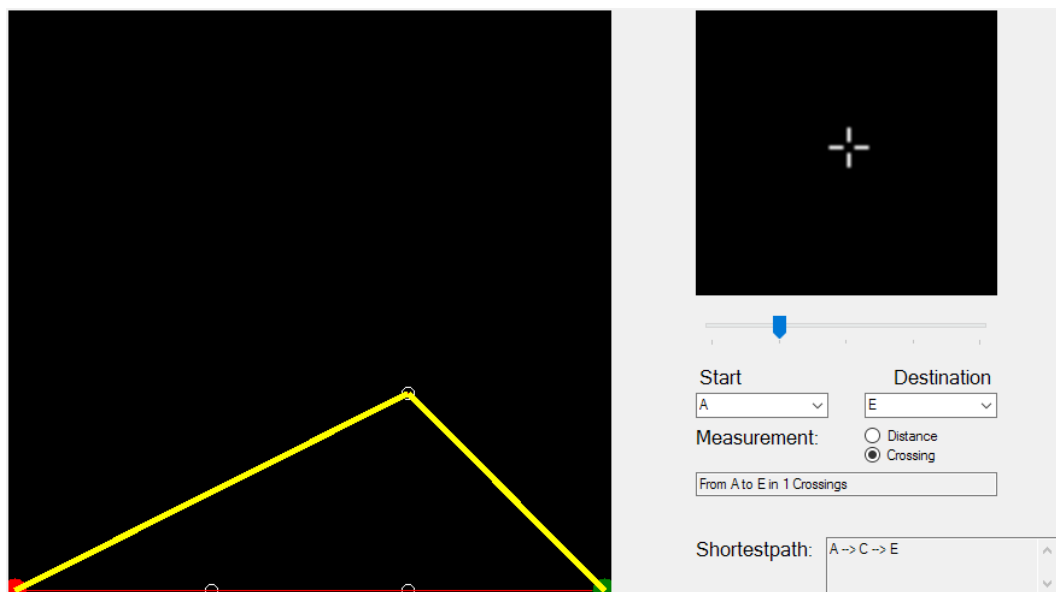 Start
Destination
A
E
Measurement:
Distance
Crossing
From A to E in 1 Crossings
Shortestpath:
A --> C --> E